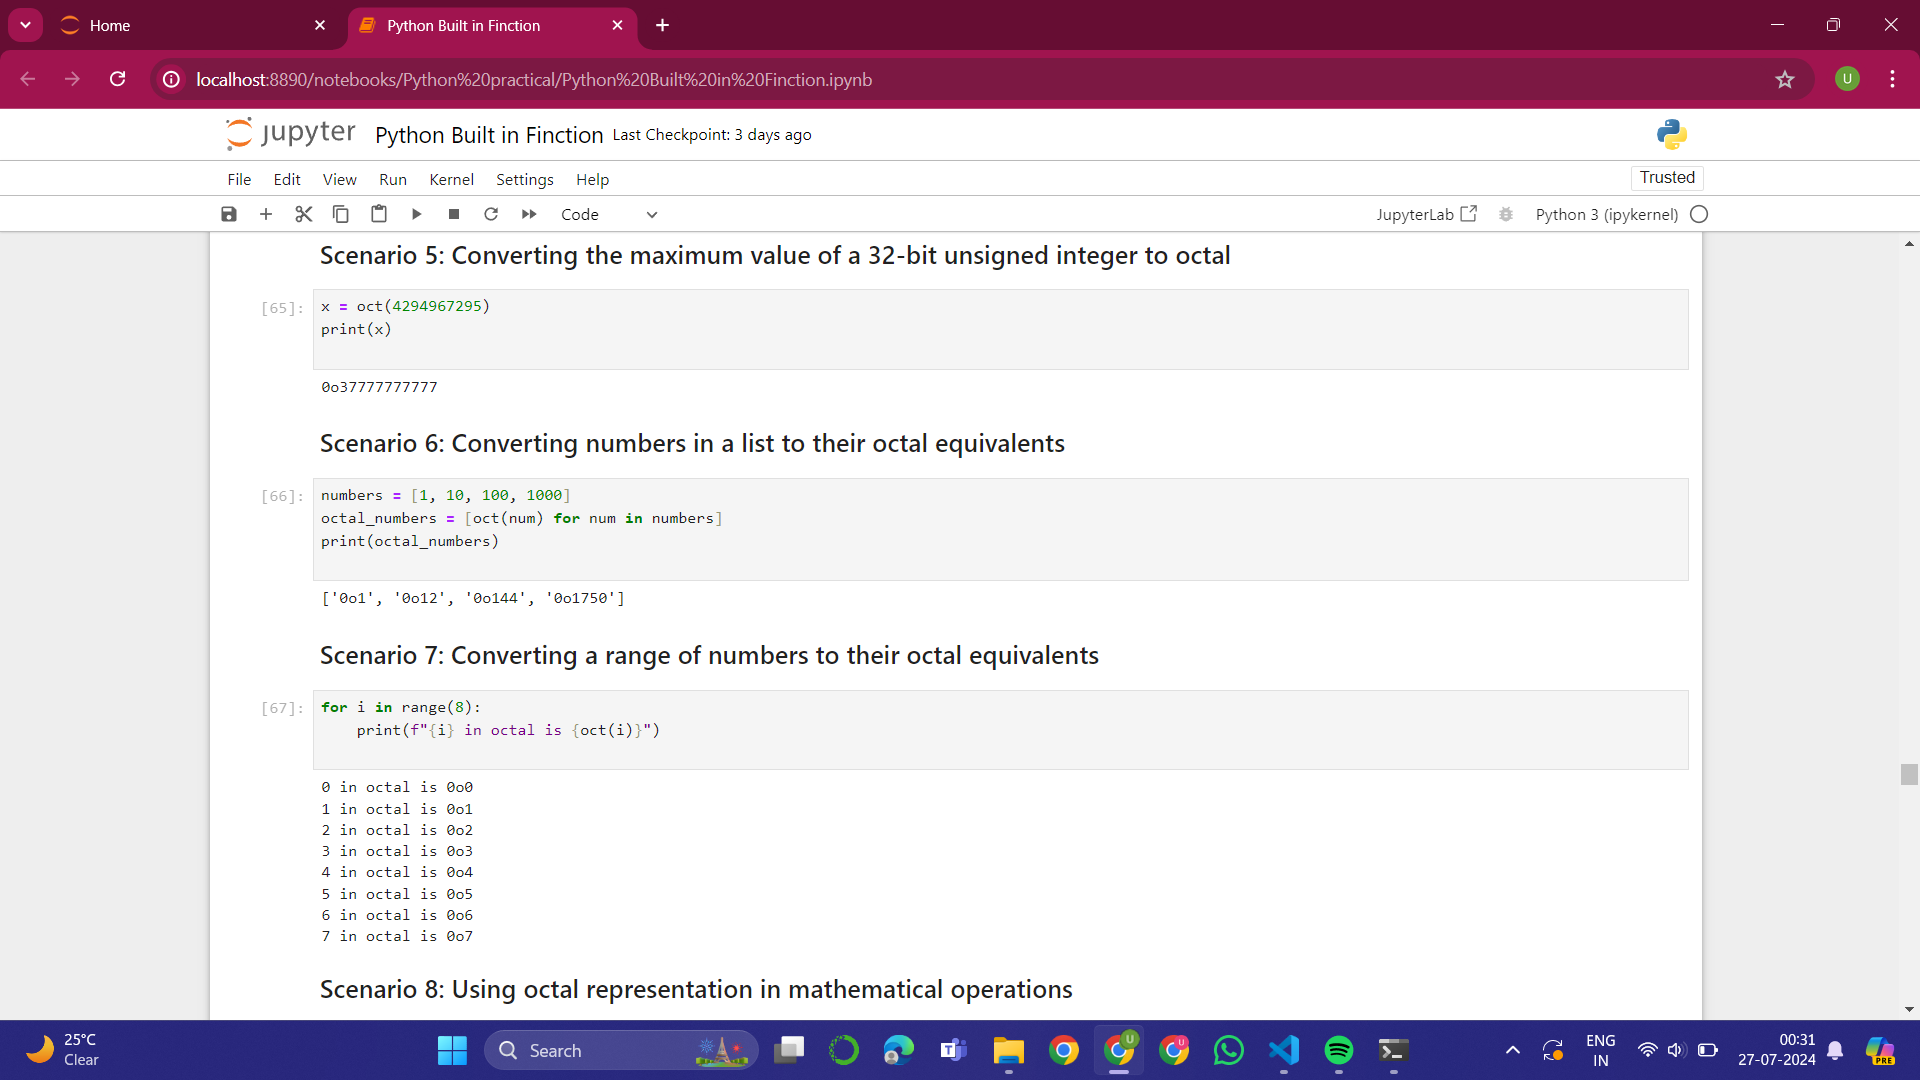 Home
Python Built in Finction
localhost:8890/notebooks/Python%20practical/Python%20Built%20in%20Finction.ipynb
U
jupyter Python Built in Finction Last Checkpoint: 3 days ago
File Edit View Run Kernel Settings Help
Trusted
Code
JupyterLab
Python 3 (ipykernel)
Scenario 5: Converting the maximum value of a 32-bit unsigned integer to octal
[65]:
x = oct(4294967295)
print(x)
0o37777777777
Scenario 6: Converting numbers in a list to their octal equivalents
[66]:
numbers = [1, 10, 100, 1000]
octal_numbers = [oct(num) for num in numbers]
print(octal_numbers)
['0o1', '0o12', '0o144', '0o1750']
Scenario 7: Converting a range of numbers to their octal equivalents
[67]:
for i in range(8):
    print(f"{i} in octal is {oct(i)}")
0 in octal is 0o0
1 in octal is 0o1
2 in octal is 0o2
3 in octal is 0o3
4 in octal is 0o4
5 in octal is 0o5
6 in octal is 0o6
7 in octal is 0o7
Scenario 8: Using octal representation in mathematical operations
25°C
Clear
Search
T
U
U
ENG
IN
00:31
27-07-2024
PRE